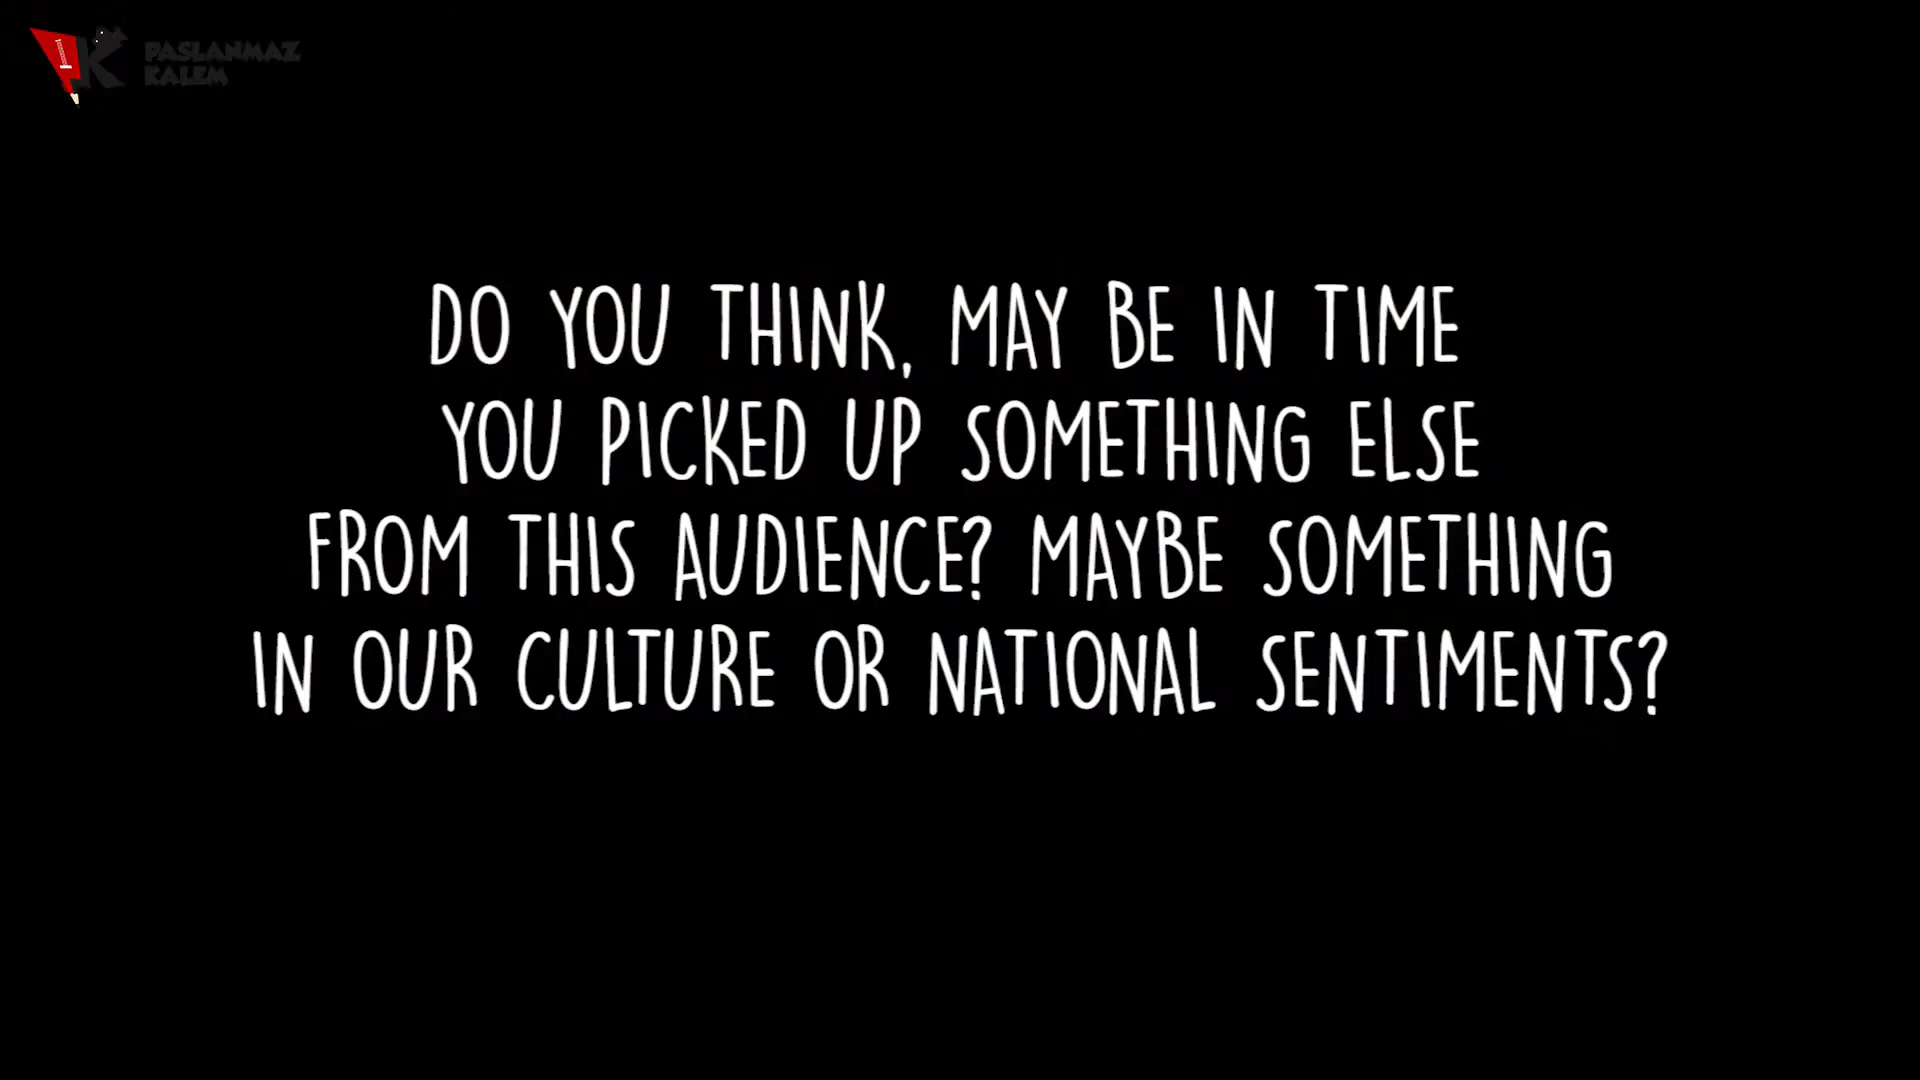 PASLANMAZ
KALEM
DO YOU THINK, MAY BE IN TIME
YOU PICKED UP SOMETHING ELSE
FROM THIS AUDIENCE? MAYBE SOMETHING
IN OUR CULTURE OR NATIONAL SENTIMENTS?